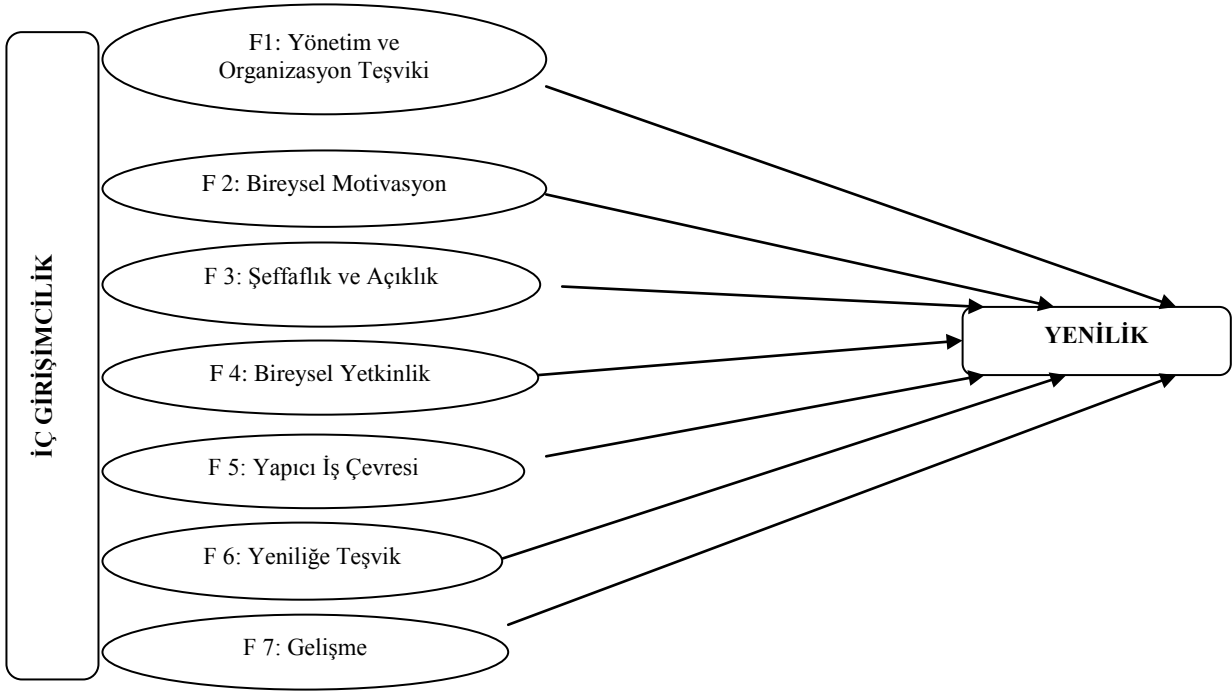 İÇ GİRİŞİMCİLİK
F1: Yönetim ve
Organizasyon Teşviki
F 2: Bireysel Motivasyon
F 3: Şeffaflık ve Açıklık
F 4: Bireysel Yetkinlik
F 5: Yapıcı İş Çevresi
F 6: Yeniliğe Teşvik
F 7: Gelişme
YENİLİK